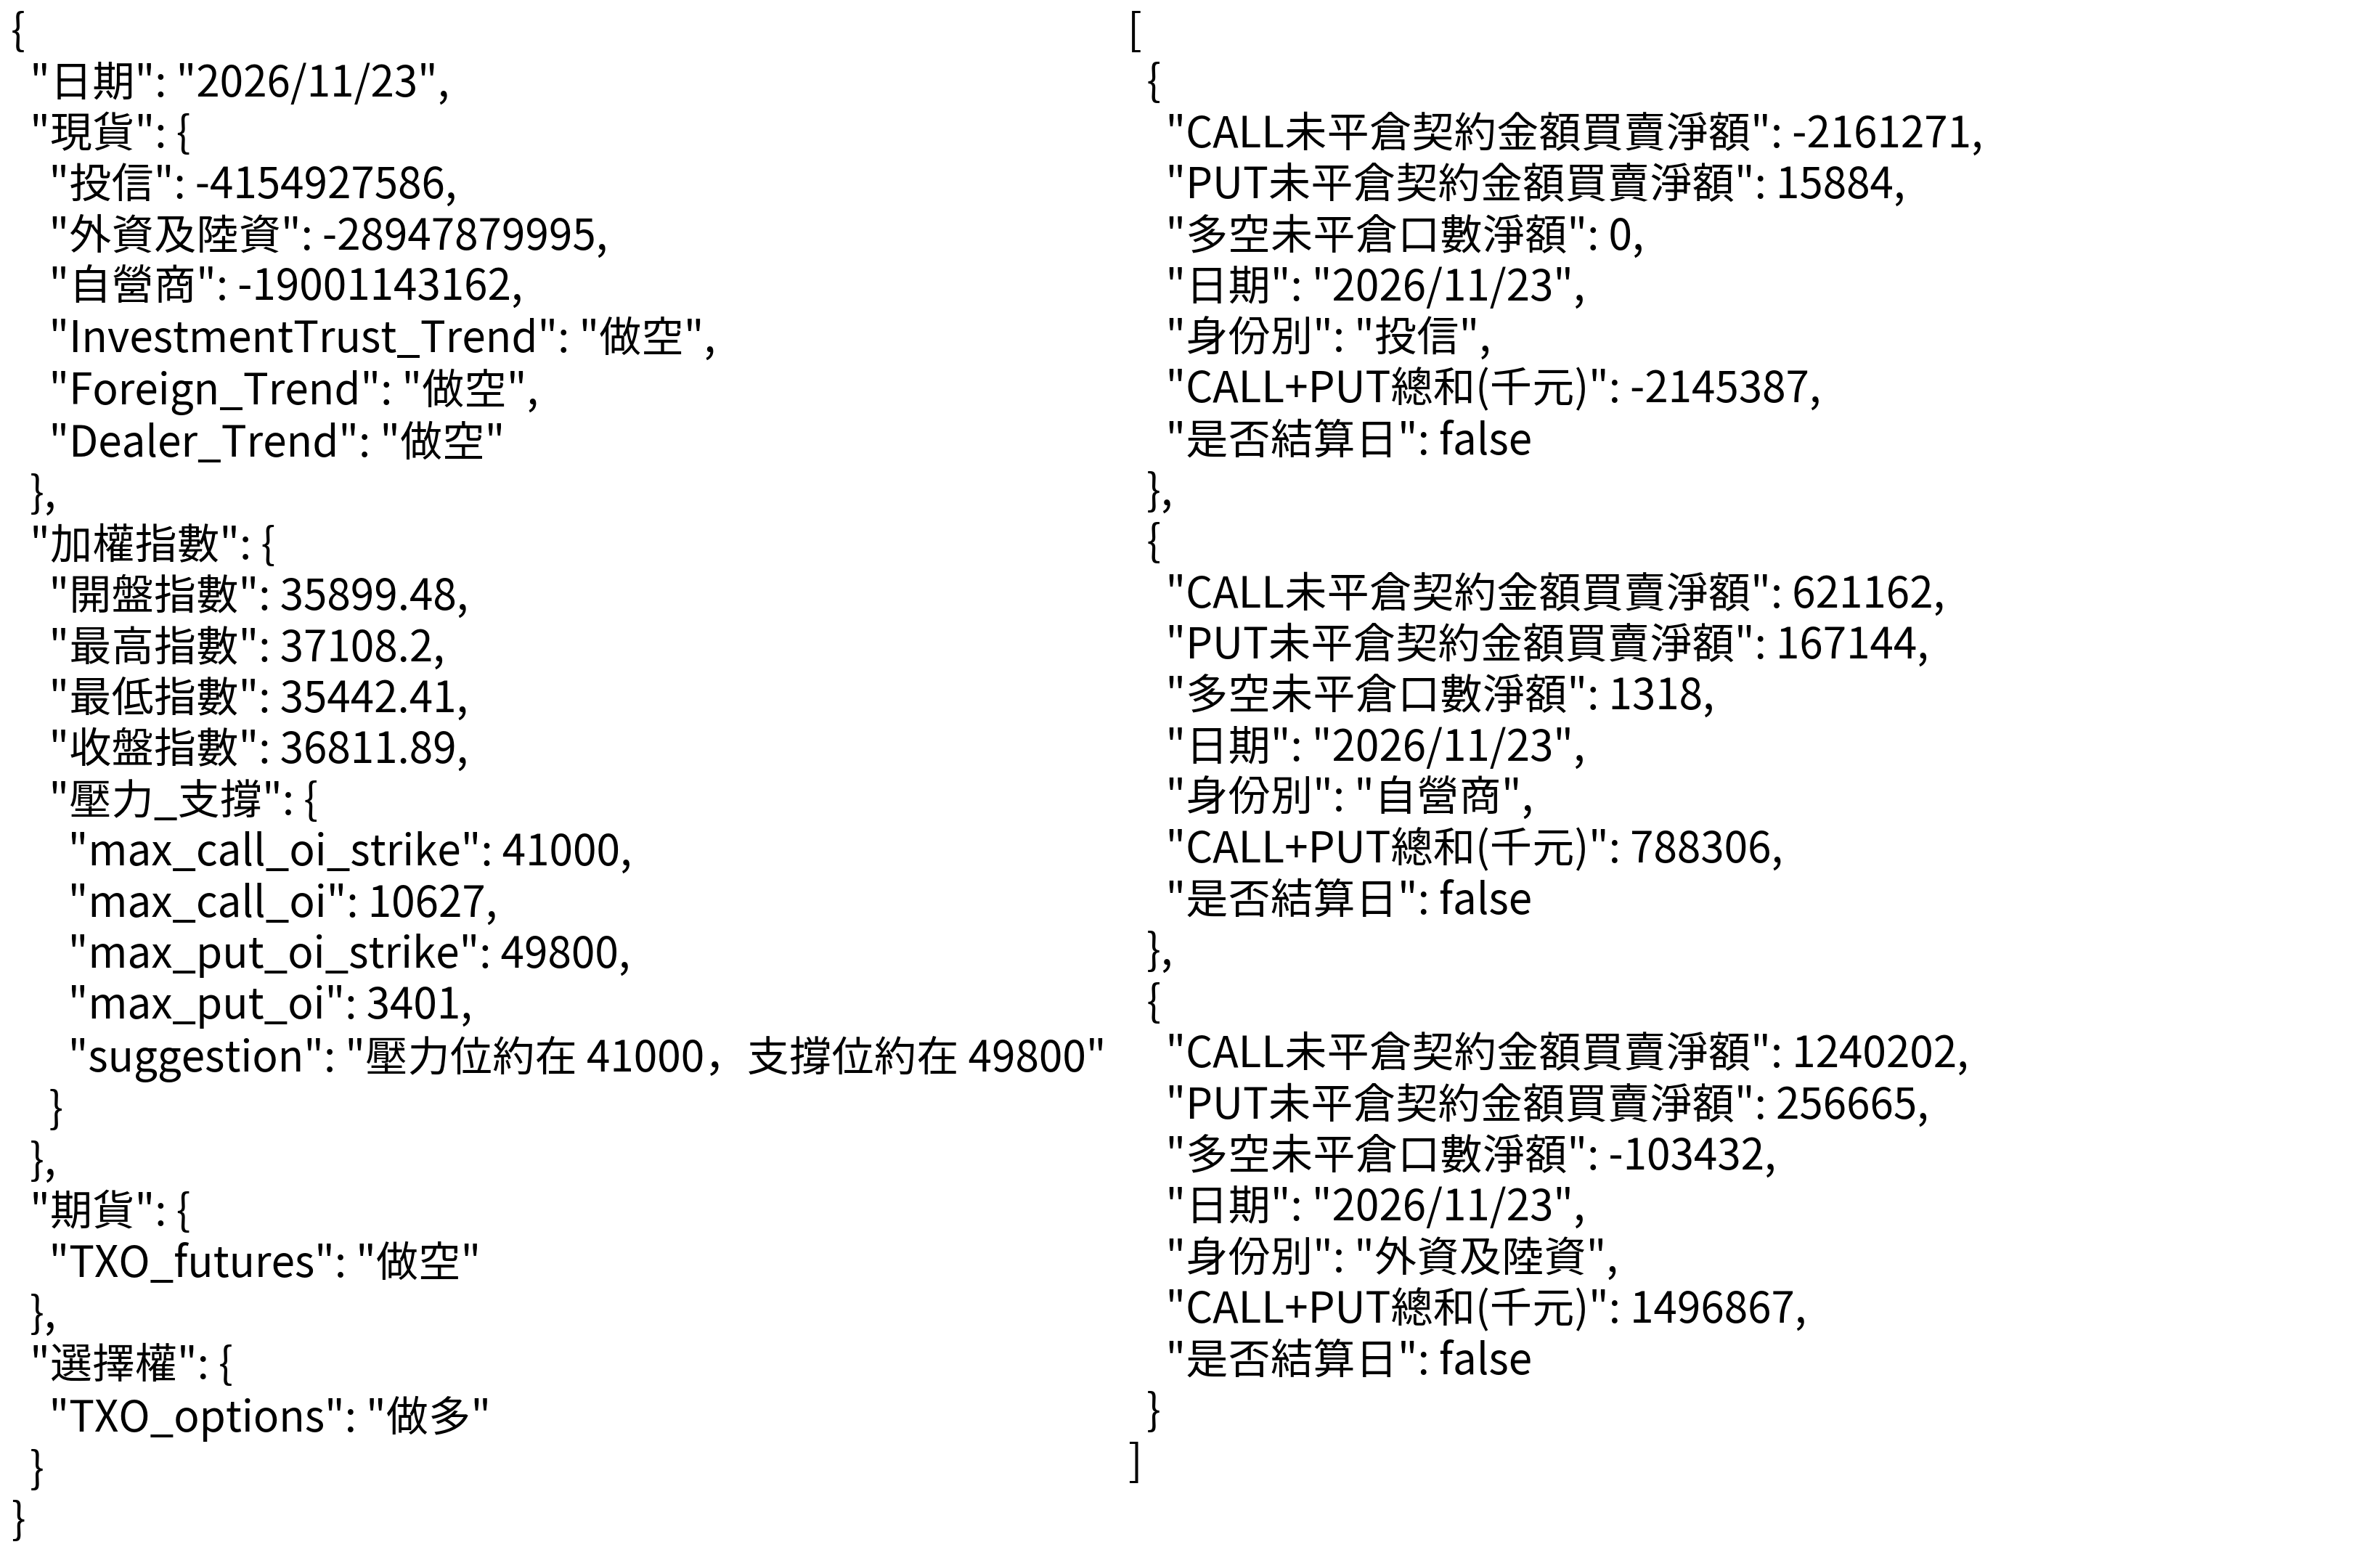 {
"日期": "2026/11/23",
"現貨": {
"投信": -4154927586,
"外資及陸資": -28947879995,
"自營商": -19001143162,
"InvestmentTrust_Trend": "做空",
"Foreign_Trend": "做空",
"Dealer_Trend": "做空"
},
"加權指數": {
"開盤指數": 35899.48,
"最高指數": 37108.2,
"最低指數": 35442.41,
"收盤指數": 36811.89,
"壓力_支撐": {
"max_call_oi_strike": 41000,
"max_call_oi": 10627,
"max_put_oi_strike": 49800,
"max_put_oi": 3401,
"suggestion": "壓力位約在 41000，支撐位約在 49800"
}
},
"期貨": {
"TXO_futures": "做空"
},
"選擇權": {
"TXO_options": "做多"
}
}
[
{
"CALL未平倉契約金額買賣淨額": -2161271,
"PUT未平倉契約金額買賣淨額": 15884,
"多空未平倉口數淨額": 0,
"日期": "2026/11/23",
"身份別": "投信",
"CALL+PUT總和(千元)": -2145387,
"是否結算日": false
},
{
"CALL未平倉契約金額買賣淨額": 621162,
"PUT未平倉契約金額買賣淨額": 167144,
"多空未平倉口數淨額": 1318,
"日期": "2026/11/23",
"身份別": "自營商",
"CALL+PUT總和(千元)": 788306,
"是否結算日": false
},
{
"CALL未平倉契約金額買賣淨額": 1240202,
"PUT未平倉契約金額買賣淨額": 256665,
"多空未平倉口數淨額": -103432,
"日期": "2026/11/23",
"身份別": "外資及陸資",
"CALL+PUT總和(千元)": 1496867,
"是否結算日": false
}
]